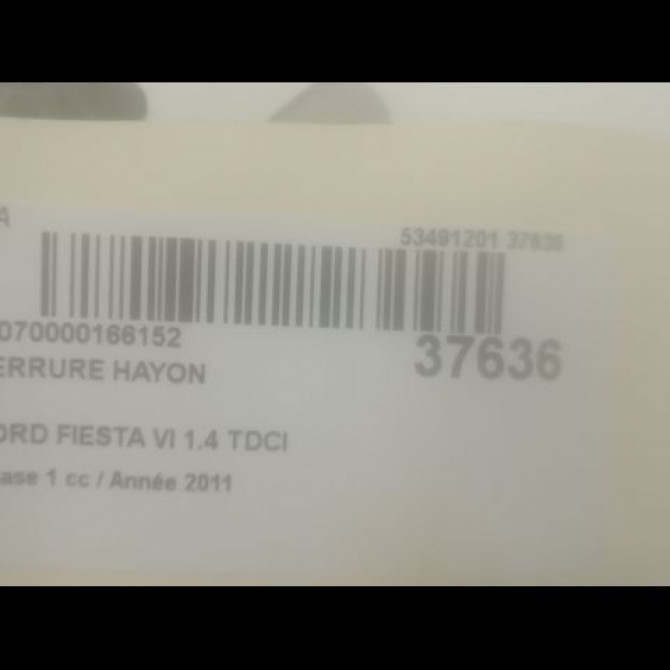 A
53491201 37636
070000166152
37636
ERRURE HAYON
ORD FIESTA VI 1.4 TDCI
ase 1 cc / Année 2011